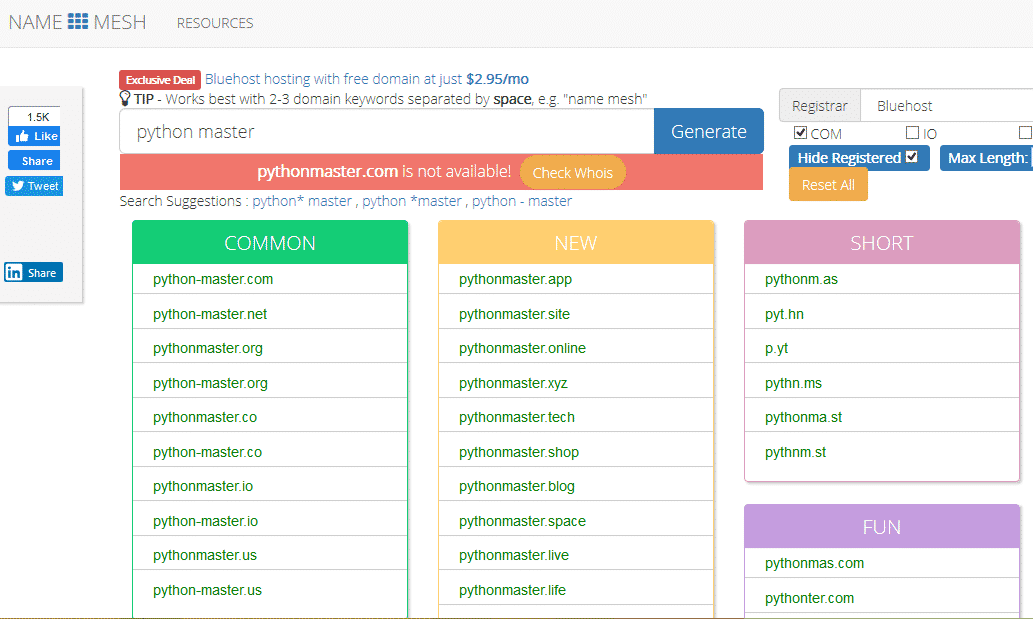 NAME MESH RESOURCES
Exclusive Deal Bluehost hosting with free domain at just $2.95/mo
TIP - Works best with 2-3 domain keywords separated by space, e.g. "name mesh"
1.5K
Like
Share
Tweet
Share
python master Generate
pythonmaster.com is not available! Check Whois
Search Suggestions : python* master , python *master , python - master
Registrar Bluehost
COM IO
Hide Registered Max Length:
Reset All
COMMON
python-master.com
python-master.net
pythonmaster.org
python-master.org
pythonmaster.co
python-master.co
pythonmaster.io
python-master.io
pythonmaster.us
python-master.us
NEW
pythonmaster.app
pythonmaster.site
pythonmaster.online
pythonmaster.xyz
pythonmaster.tech
pythonmaster.shop
pythonmaster.blog
pythonmaster.space
pythonmaster.live
pythonmaster.life
SHORT
pythonm.as
pyt.hn
p.yt
pythn.ms
pythonma.st
pythnm.st
FUN
pythonmas.com
pythonter.com